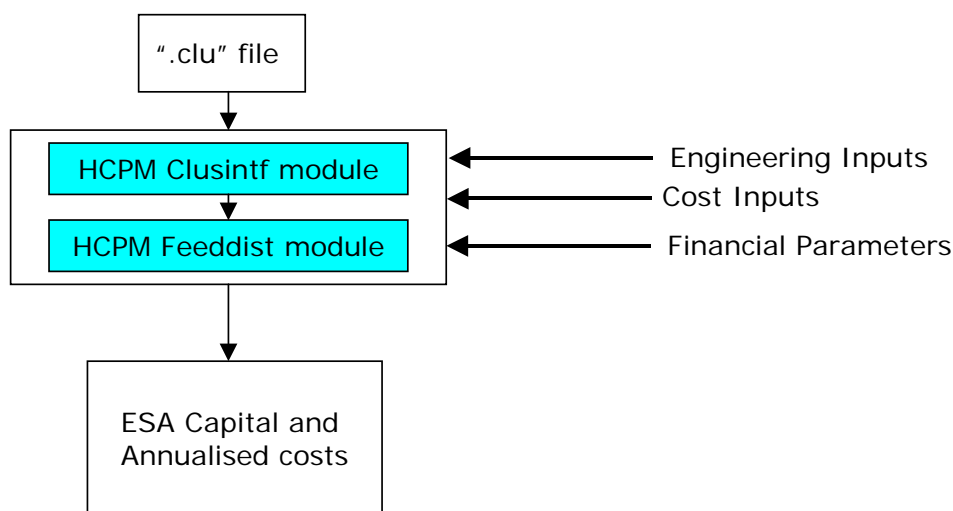 “.clu” file
HCPM Clusintf module
HCPM Feeddist module
Engineering Inputs
Cost Inputs
Financial Parameters
ESA Capital and
Annualised costs